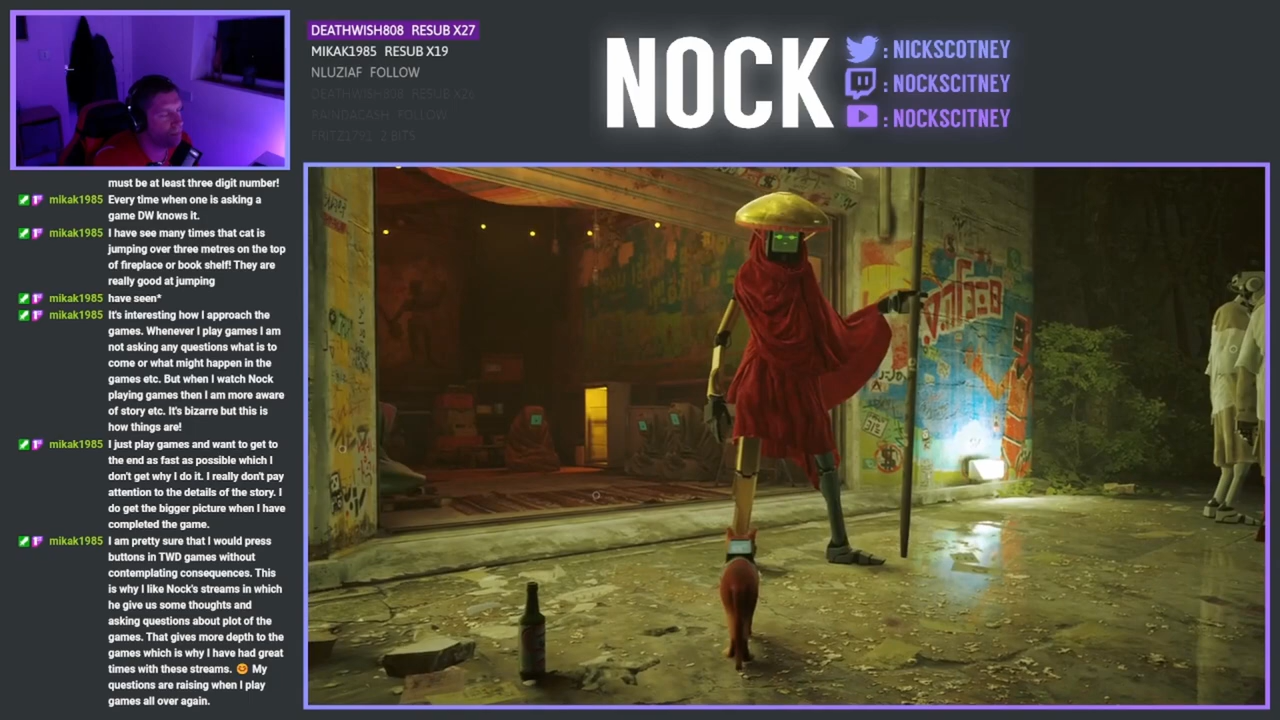 DEATHWISH808 RESUB X27
MIKAK1985 RESUB X19
NLUZIAF FOLLOW
DEATHWISH808 RESUB X26
RAINDACASH FOLLOW
FRITZ1791 2 BITS
NOCK
: NICKSCOTNEY
: NOCKSCITNEY
: NOCKSCITNEY
must be at least three digit number!
mikak1985 Every time when one is asking a
game DW knows it.
mikak1985 I have see many times that cat is
jumping over three metres on the top
of fireplace or book shelf! They are
really good at jumping
mikak1985 have seen*
mikak1985 It's interesting how I approach the
games. Whenever I play games I am
not asking any questions what is to
come or what might happen in the
games etc. But when I watch Nock
playing games then I am more aware
of story etc. It's bizarre but this is
how things are!
mikak1985 I just play games and want to get to
the end as fast as possible which I
don't get why I do it. I really don't pay
attention to the details of the story. I
do get the bigger picture when I have
completed the game.
mikak1985 I am pretty sure that I would press
buttons in TWD games without
contemplating consequences. This
is why I like Nock's streams in which
he give us some thoughts and
asking questions about plot of the
games. That gives more depth to the
games which is why I have had great
times with these streams. 😊 My
questions are raising when I play
games all over again.